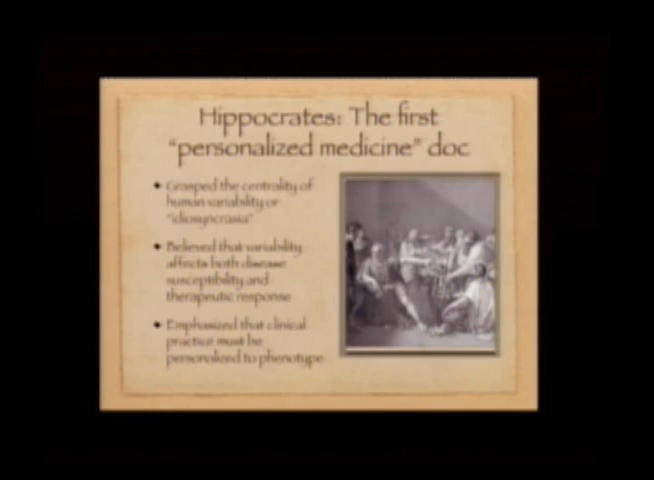 Hippocrates: The first
"personalized medicine" doc
Grasped the centrality of
human variability or
"idiosyncrasia"
Believed that variability
affects both disease
susceptibility and
therapeutic response
Emphasized that clinical
practice must be
personalized to phenotype